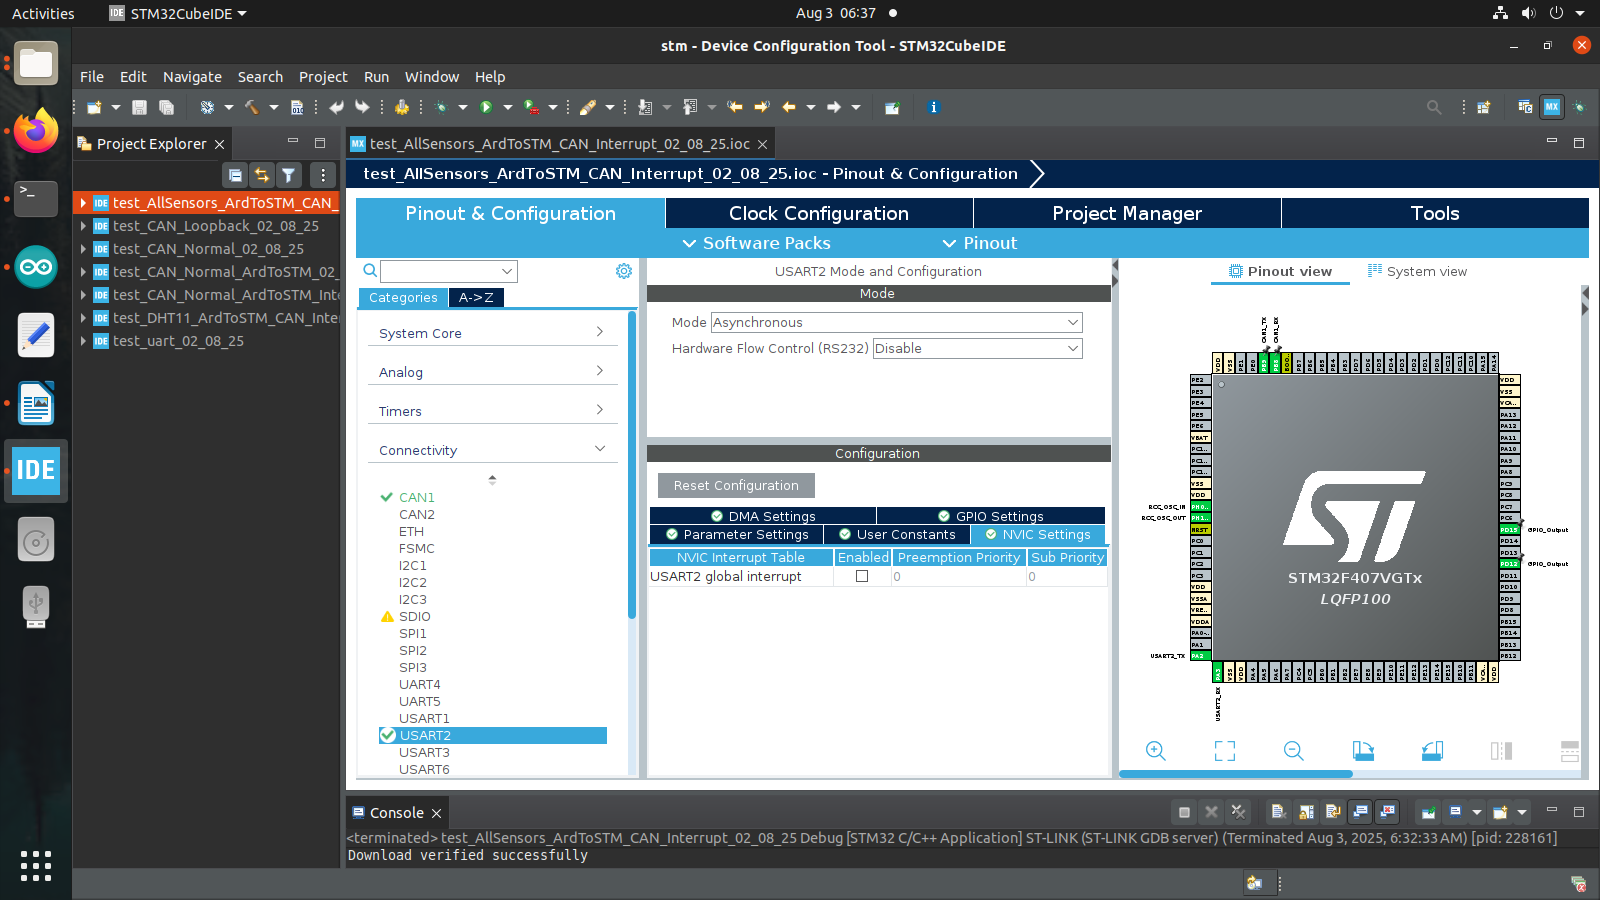 Activities
STM32CubeIDE
Aug 3 06:37
stm - Device Configuration Tool - STM32CubeIDE
File Edit Navigate Search Project Run Window Help
Project Explorer
test_AllSensors_ArdToSTM_CAN_
test_CAN_Loopback_02_08_25
test_CAN_Normal_02_08_25
test_CAN_Normal_ArdToSTM_02_
test_CAN_Normal_ArdToSTM_Inte
test_DHT11_ArdToSTM_CAN_Inter
test_uart_02_08_25
IDE
MX test_AllSensors_ArdToSTM_CAN_Interrupt_02_08_25.ioc
test_AllSensors_ArdToSTM_CAN_Interrupt_02_08_25.ioc - Pinout & Configuration
Pinout & Configuration
Clock Configuration
Project Manager
Tools
Software Packs
Pinout
Categories
A->Z
System Core
Analog
Timers
Connectivity
CAN1
CAN2
ETH
FSMC
I2C1
I2C2
I2C3
SDIO
SPI1
SPI2
SPI3
UART4
UART5
USART1
USART2
USART3
USART6
USART2 Mode and Configuration
Mode
Mode Asynchronous
Hardware Flow Control (RS232) Disable
Configuration
Reset Configuration
DMA Settings
GPIO Settings
Parameter Settings
User Constants
NVIC Settings
NVIC Interrupt Table Enabled Preemption Priority Sub Priority
USART2 global interrupt 0 0
Pinout view
System view
CAN1_TX
CAN1_RX
RCC_OSC_IN
RCC_OSC_OUT
USART2_TX
USART2_RX
GPIO_Output
GPIO_Output
STM32F407VGTx
LQFP100
Console
<terminated> test_AllSensors_ArdToSTM_CAN_Interrupt_02_08_25 Debug [STM32 C/C++ Application] ST-LINK (ST-LINK GDB server) (Terminated Aug 3, 2025, 6:32:33 AM) [pid: 228161]
Download verified successfully